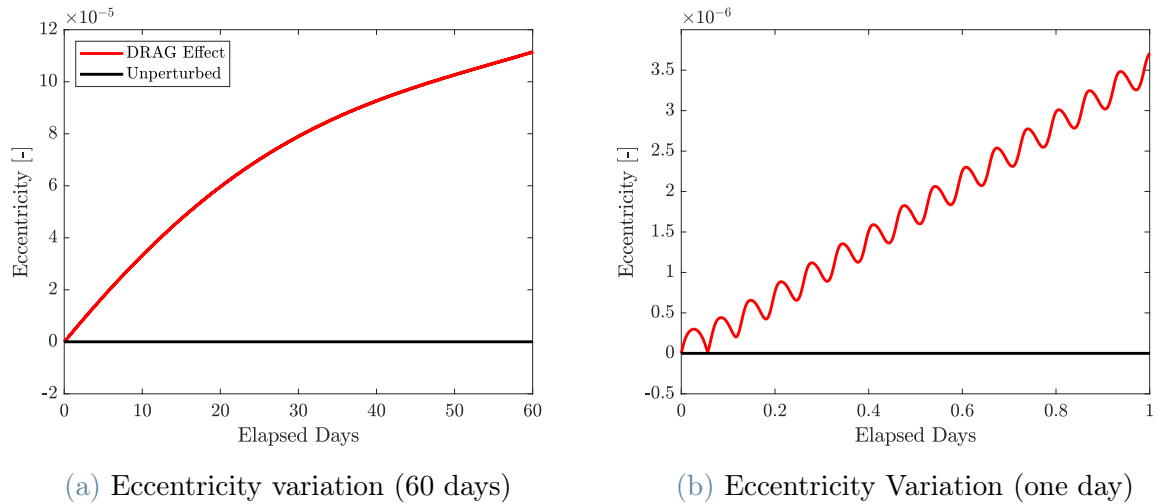 ×10⁻⁵
12
10
8
6
4
2
0
-2
Eccentricity [-]
DRAG Effect
Unperturbed
0 10 20 30 40 50 60
Elapsed Days
(a) Eccentricity variation (60 days)
×10⁻⁶
3.5
3
2.5
2
1.5
1
0.5
0
-0.5
Eccentricity [-]
0 0.2 0.4 0.6 0.8 1
Elapsed Days
(b) Eccentricity Variation (one day)